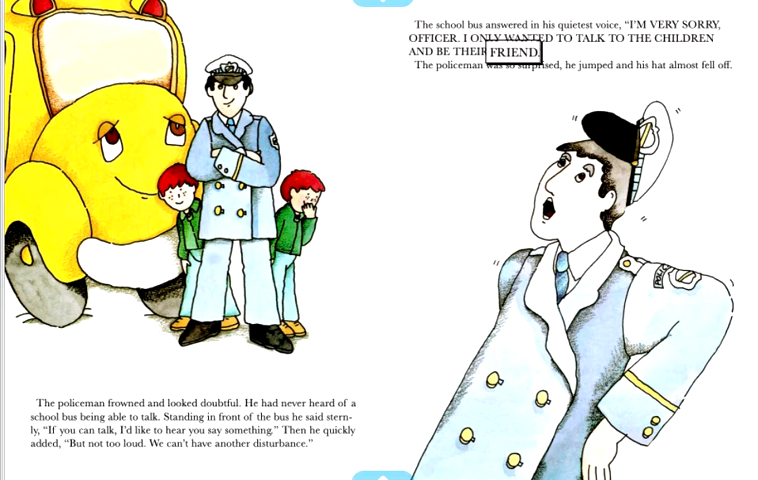 The policeman frowned and looked doubtful. He had never heard of a
school bus being able to talk. Standing in front of the bus he said stern-
ly, “If you can talk, I’d like to hear you say something.” Then he quickly
added, “But not too loud. We can’t have another disturbance.”
The school bus answered in his quietest voice, “I’M VERY SORRY,
OFFICER. I ONLY WANTED TO TALK TO THE CHILDREN
AND BE THEIR FRIEND.
The policeman was so surprised, he jumped and his hat almost fell off.
POLICE